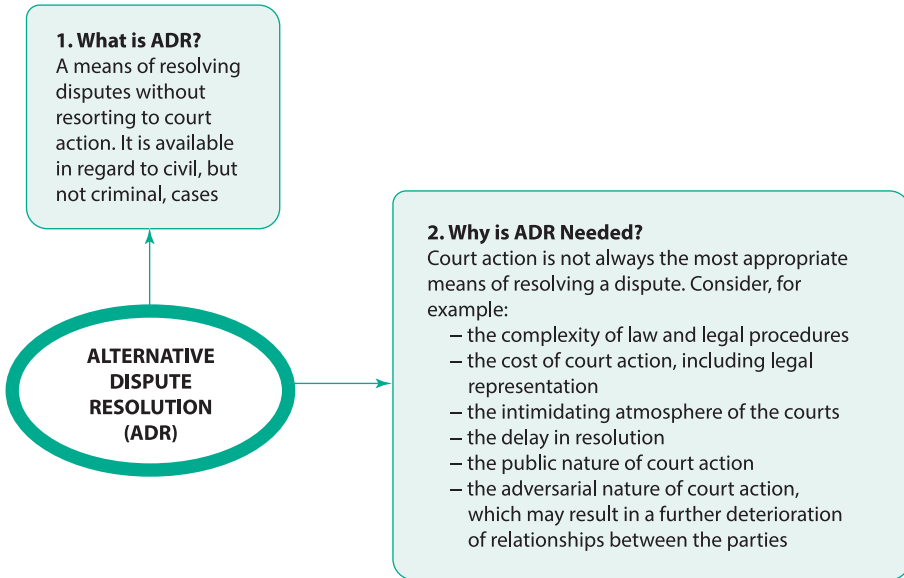 1. What is ADR?
A means of resolving
disputes without
resorting to court
action. It is available
in regard to civil, but
not criminal, cases
2. Why is ADR Needed?
Court action is not always the most appropriate
means of resolving a dispute. Consider, for
example:
– the complexity of law and legal procedures
– the cost of court action, including legal
representation
– the intimidating atmosphere of the courts
– the delay in resolution
– the public nature of court action
– the adversarial nature of court action,
which may result in a further deterioration
of relationships between the parties
ALTERNATIVE
DISPUTE
RESOLUTION
(ADR)